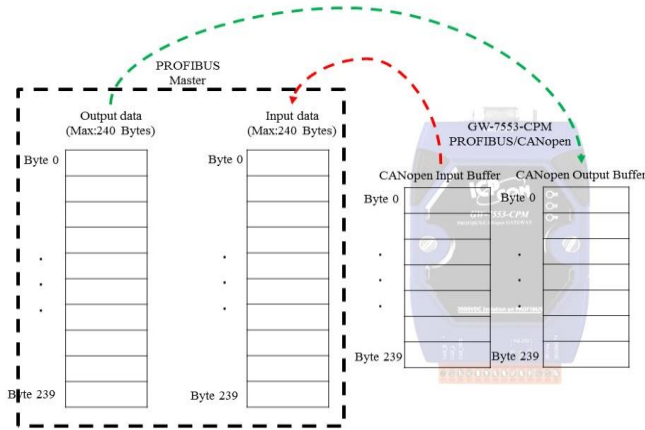 PROFIBUS
Master
Output data
(Max:240 Bytes)
Input data
(Max:240 Bytes)
Byte 0
Byte 0
.
.
.
.
.
.
Byte 239
Byte 239
GW-7553-CPM
PROFIBUS/CANopen
CANopen Input Buffer
CANopen Output Buffer
Byte 0
Byte 0
ICP CON
GW-7553-CPM
.
.
.
.
.
.
Byte 239
Byte 239